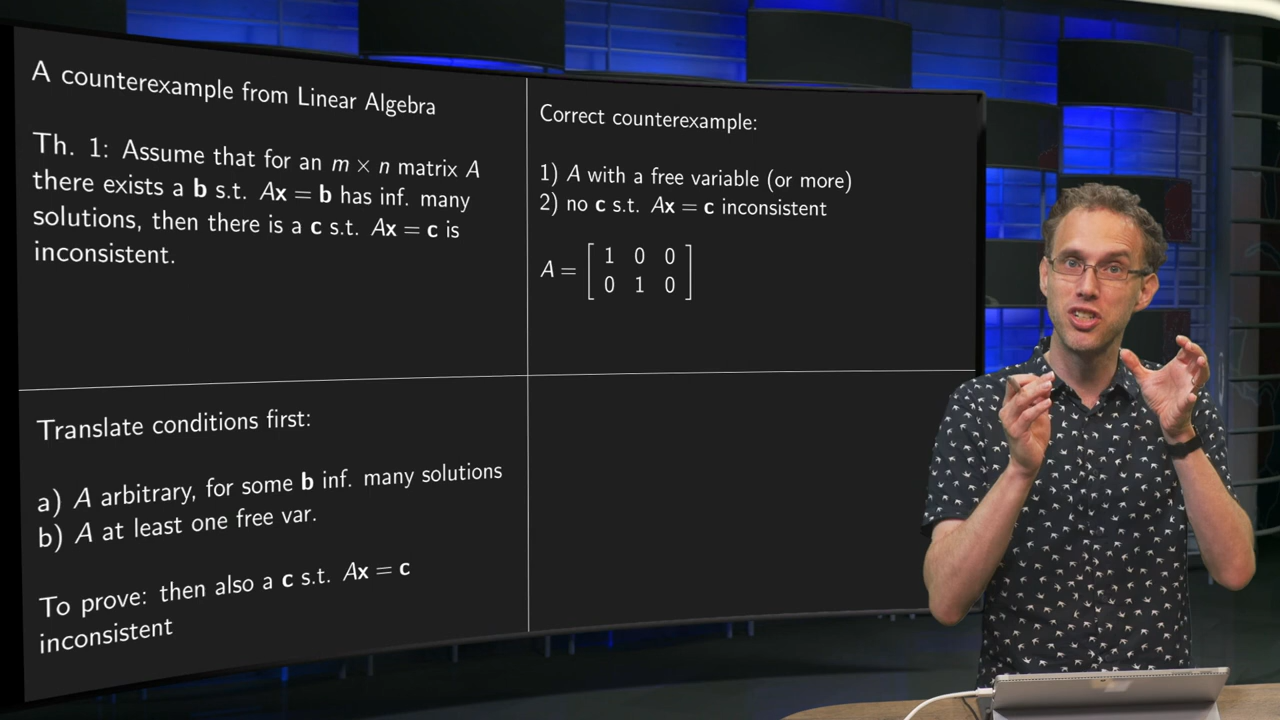 A counterexample from Linear Algebra
Th. 1: Assume that for an m × n matrix A
there exists a b s.t. Ax = b has inf. many
solutions, then there is a c s.t. Ax = c is
inconsistent.
Translate conditions first:
a) A arbitrary, for some b inf. many solutions
b) A at least one free var.
To prove: then also a c s.t. Ax = c
inconsistent
Correct counterexample:
1) A with a free variable (or more)
2) no c s.t. Ax = c inconsistent
A = [ 1 0 0
0 1 0 ]